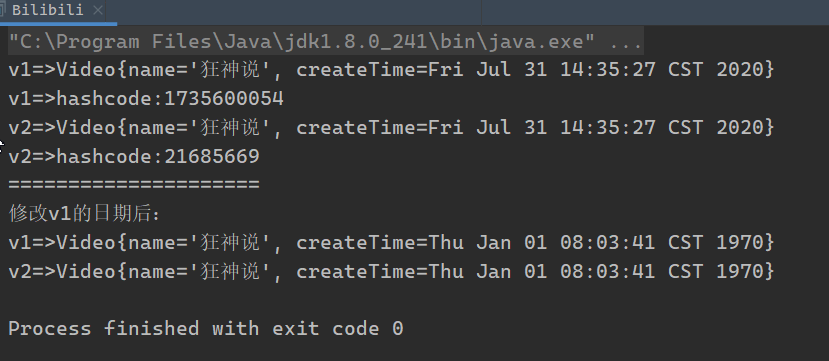 Bilibili
"C:\Program Files\Java\jdk1.8.0_241\bin\java.exe" ...
v1=>Video{name='狂神说', createTime=Fri Jul 31 14:35:27 CST 2020}
v1=>hashcode:1735600054
v2=>Video{name='狂神说', createTime=Fri Jul 31 14:35:27 CST 2020}
v2=>hashcode:21685669
=====================
修改v1的日期后：
v1=>Video{name='狂神说', createTime=Thu Jan 01 08:03:41 CST 1970}
v2=>Video{name='狂神说', createTime=Thu Jan 01 08:03:41 CST 1970}
Process finished with exit code 0